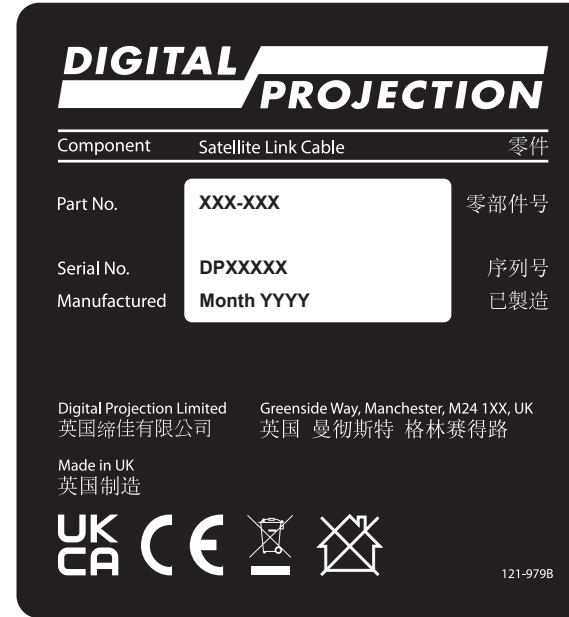 DIGITAL
PROJECTION
Component Satellite Link Cable 零件
Part No. XXX-XXX 零部件号
Serial No. DPXXXXX 序列号
Manufactured Month YYYY 已製造
Digital Projection Limited Greenside Way, Manchester, M24 1XX, UK
英国缔佳有限公司 英国 曼彻斯特 格林赛得路
Made in UK
英国制造
UK
CA CE
121-979B